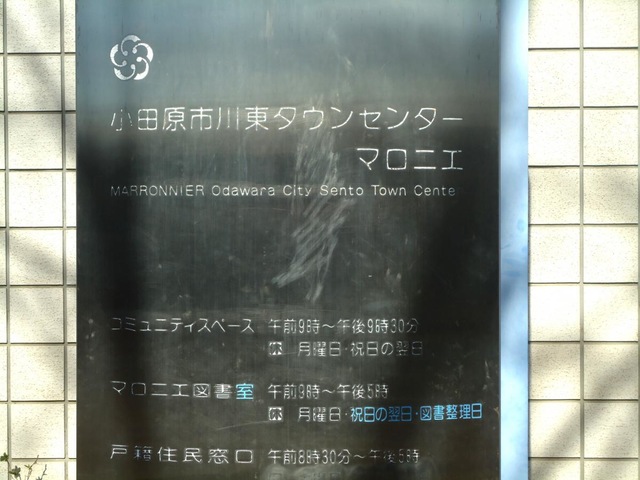 小田原市川東タウンセンター
マロニエ
MARRONNIER Odawara City Sento Town Cente
コミュニティスペース 午前9時～午後9時30分
㊡ 月曜日・祝日の翌日
マロニエ図書室 午前9時～午後5時
㊡ 月曜日・祝日の翌日・図書整理日
戸籍住民窓口 午前8時30分～午後5時